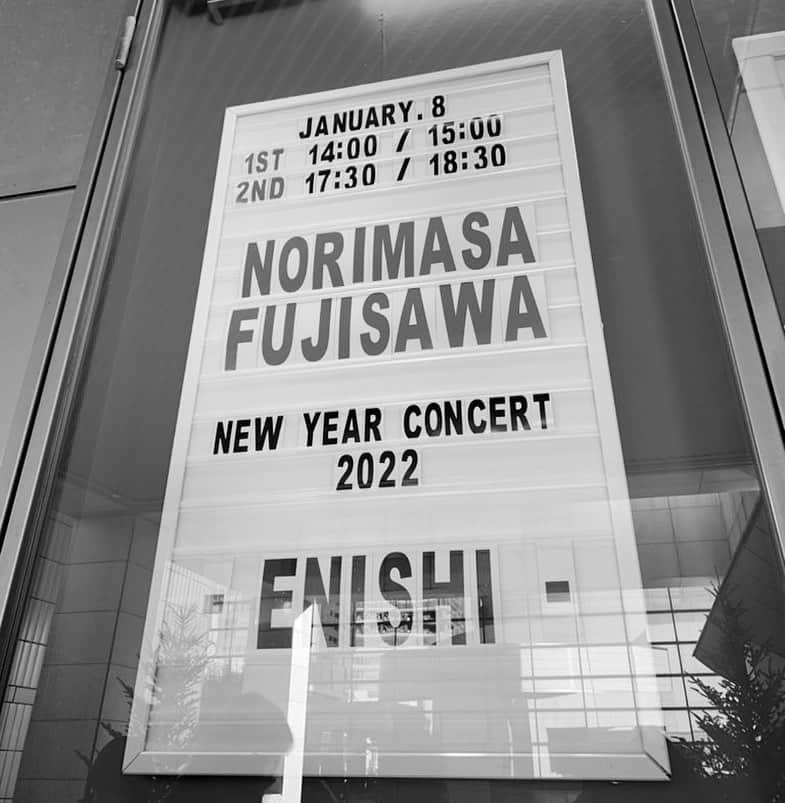 JANUARY.8
1ST 14:00 / 15:00
2ND 17:30 / 18:30
NORIMASA
FUJISAWA
NEW YEAR CONCERT
2022
ENISHI -